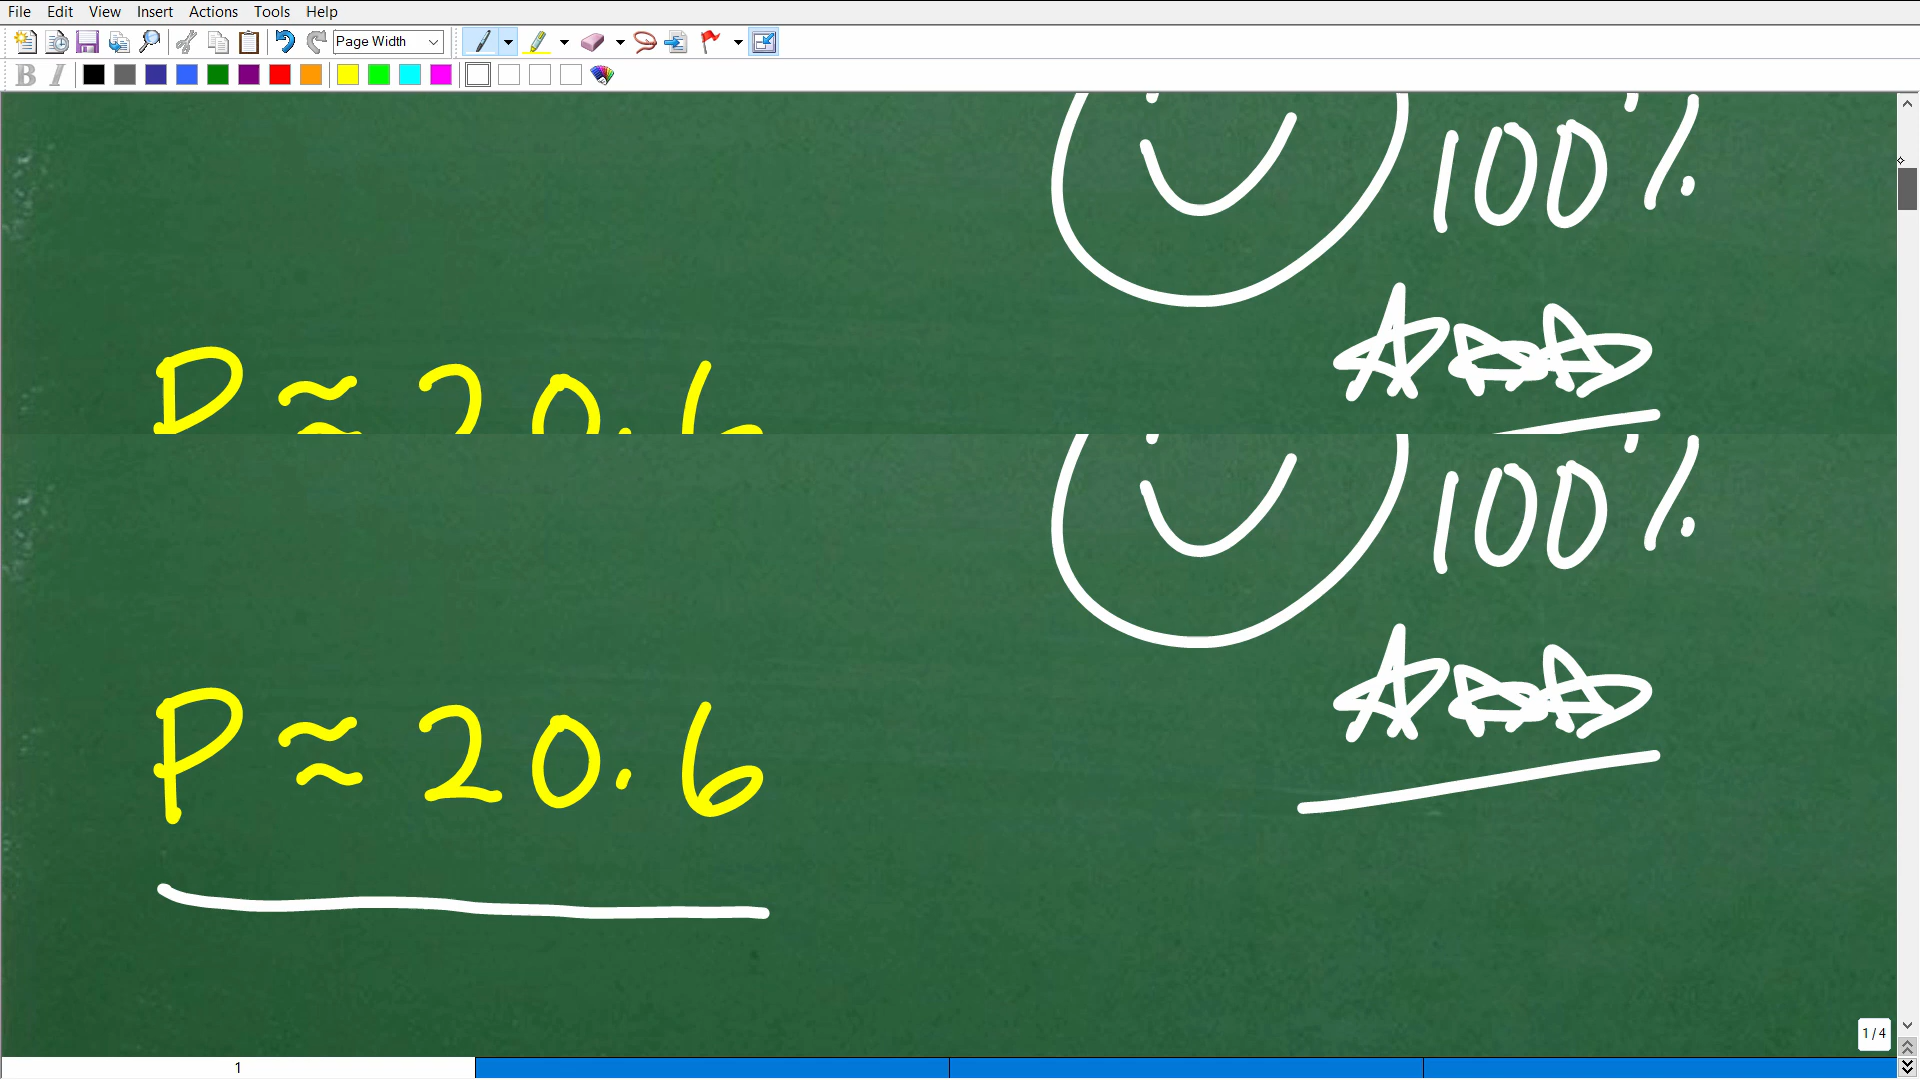 File Edit View Insert Actions Tools Help
Page Width
B I
100%
P ≈ 20.6
100%
P ≈ 20.6
1 / 4
1